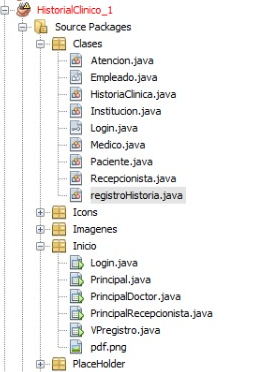 HistorialClinico_1
Source Packages
Clases
Atencion.java
Empleado.java
HistoriaClinica.java
Institucion.java
Login.java
Medico.java
Paciente.java
Recepcionista.java
registroHistoria.java
Icons
Imagenes
Inicio
Login.java
Principal.java
PrincipalDoctor.java
PrincipalRecepcionista.java
VPregistro.java
pdf.png
PlaceHolder